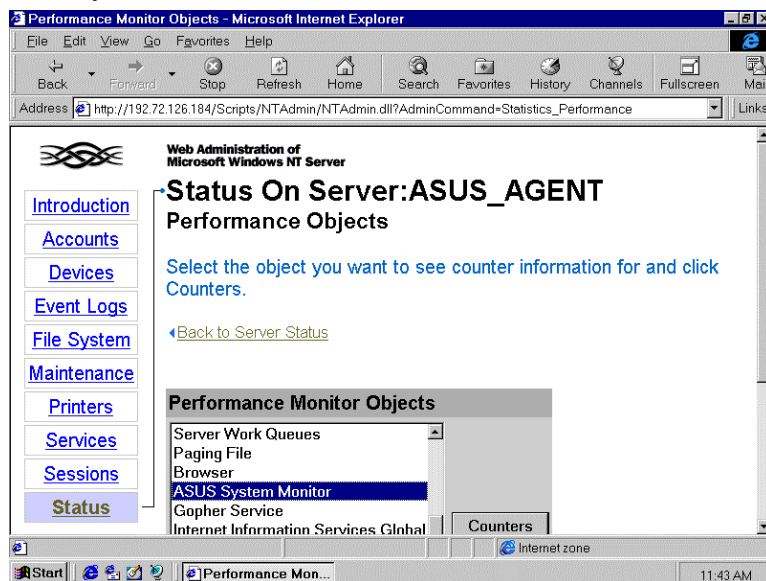 Performance Monitor Objects - Microsoft Internet Explorer
File Edit View Go Favorites Help
Back Forward Stop Refresh Home Search Favorites History Channels Fullscreen Mai
Address http://192.72.126.184/Scripts/NTAdmin/NTAdmin.dll?AdminCommand=Statistics_Performance Links
Web Administration of
Microsoft Windows NT Server
Status On Server:ASUS_AGENT
Performance Objects
Select the object you want to see counter information for and click
Counters.
Back to Server Status
Introduction
Accounts
Devices
Event Logs
File System
Maintenance
Printers
Services
Sessions
Status
Performance Monitor Objects
Server Work Queues
Paging File
Browser
ASUS System Monitor
Gopher Service
Internet Information Services Global
Counters
Internet zone
Start Performance Mon... 11:43 AM